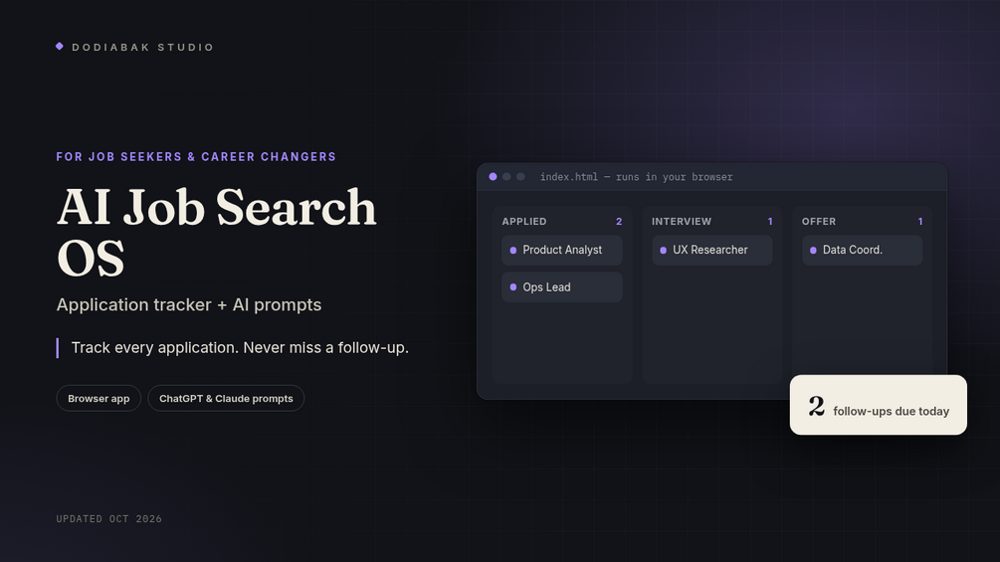 DODIABAK STUDIO
FOR JOB SEEKERS & CAREER CHANGERS
AI Job Search
OS
Application tracker + AI prompts
Track every application. Never miss a follow-up.
Browser app
ChatGPT & Claude prompts
UPDATED OCT 2026
index.html — runs in your browser
APPLIED 2
Product Analyst
Ops Lead
INTERVIEW 1
UX Researcher
OFFER 1
Data Coord.
2 follow-ups due today